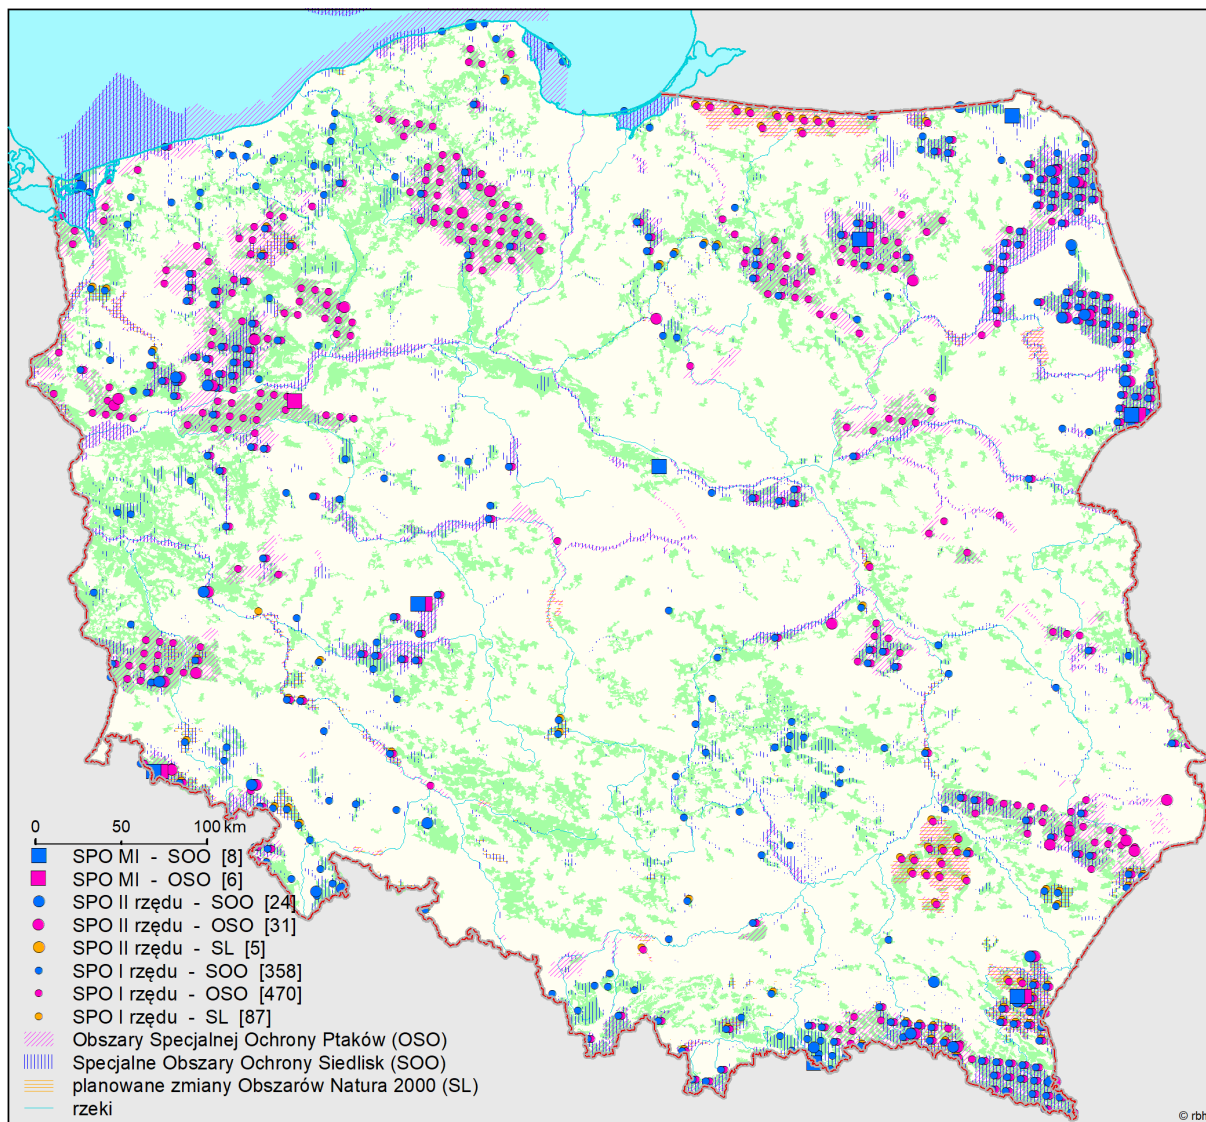 0 50 100 km
SPO MI - SOO [8]
SPO MI - OSO [6]
SPO II rzędu - SOO [24]
SPO II rzędu - OSO [31]
SPO II rzędu - SL [5]
SPO I rzędu - SOO [358]
SPO I rzędu - OSO [470]
SPO I rzędu - SL [87]
Obszary Specjalnej Ochrony Ptaków (OSO)
Specjalne Obszary Ochrony Siedlisk (SOO)
planowane zmiany Obszarów Natura 2000 (SL)
rzeki
© rbh